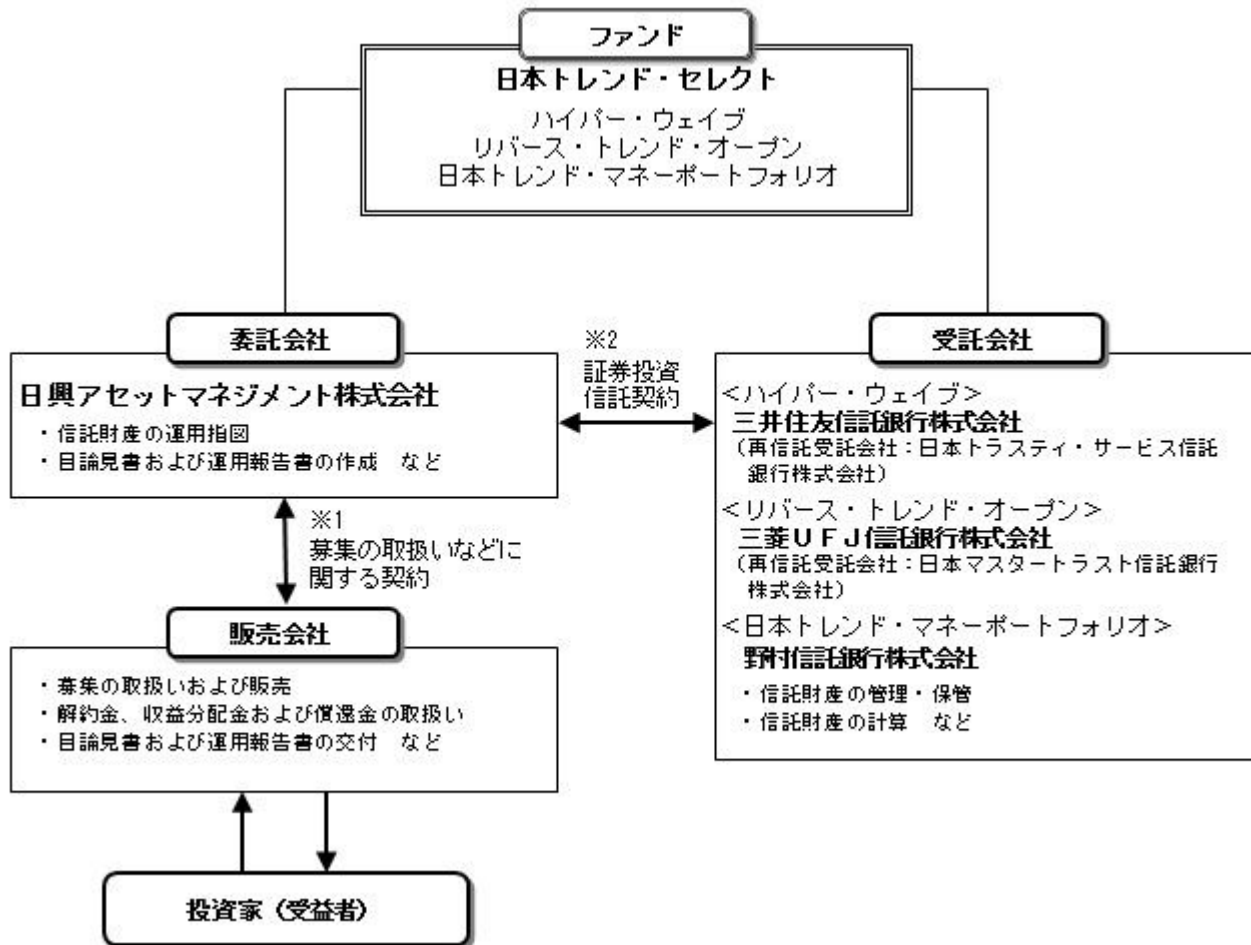 ファンド
日本トレンド・セレクト
ハイパー・ウェイブ
リバース・トレンド・オープン
日本トレンド・マネーポートフォリオ
委託会社
日興アセットマネジメント株式会社
・信託財産の運用指図
・目論見書および運用報告書の作成　など
※2
証券投資
信託契約
受託会社
＜ハイパー・ウェイブ＞
三井住友信託銀行株式会社
（再信託受託会社：日本トラスティ・サービス信託
銀行株式会社）
＜リバース・トレンド・オープン＞
三菱ＵＦＪ信託銀行株式会社
（再信託受託会社：日本マスタートラスト信託銀行
株式会社）
＜日本トレンド・マネーポートフォリオ＞
野村信託銀行株式会社
・信託財産の管理・保管
・信託財産の計算　など
※1
募集の取扱いなどに
関する契約
販売会社
・募集の取扱いおよび販売
・解約金、収益分配金および償還金の取扱い
・目論見書および運用報告書の交付　など
投資家（受益者）